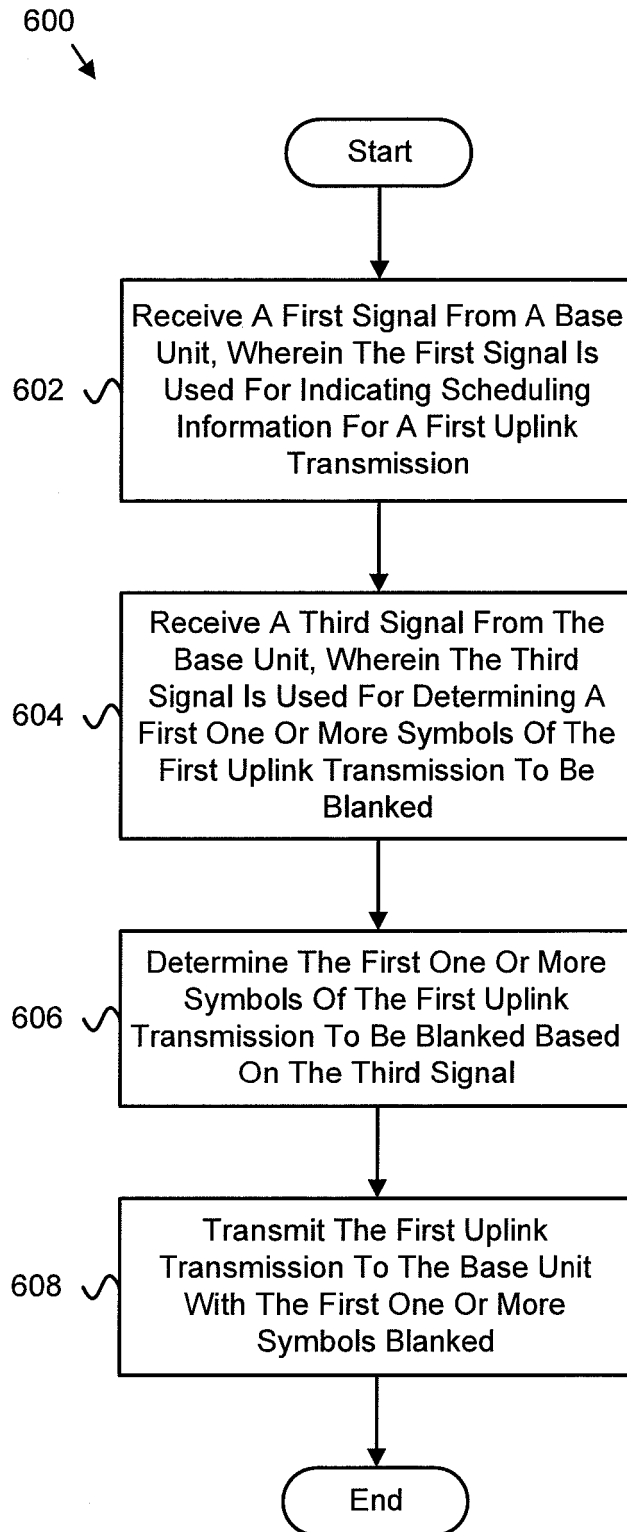 600
Start
Receive A First Signal From A Base
Unit, Wherein The First Signal Is
Used For Indicating Scheduling
Information For A First Uplink
Transmission
602
Receive A Third Signal From The
Base Unit, Wherein The Third
Signal Is Used For Determining A
First One Or More Symbols Of The
First Uplink Transmission To Be
Blanked
604
Determine The First One Or More
Symbols Of The First Uplink
Transmission To Be Blanked Based
On The Third Signal
606
Transmit The First Uplink
Transmission To The Base Unit
With The First One Or More
Symbols Blanked
608
End